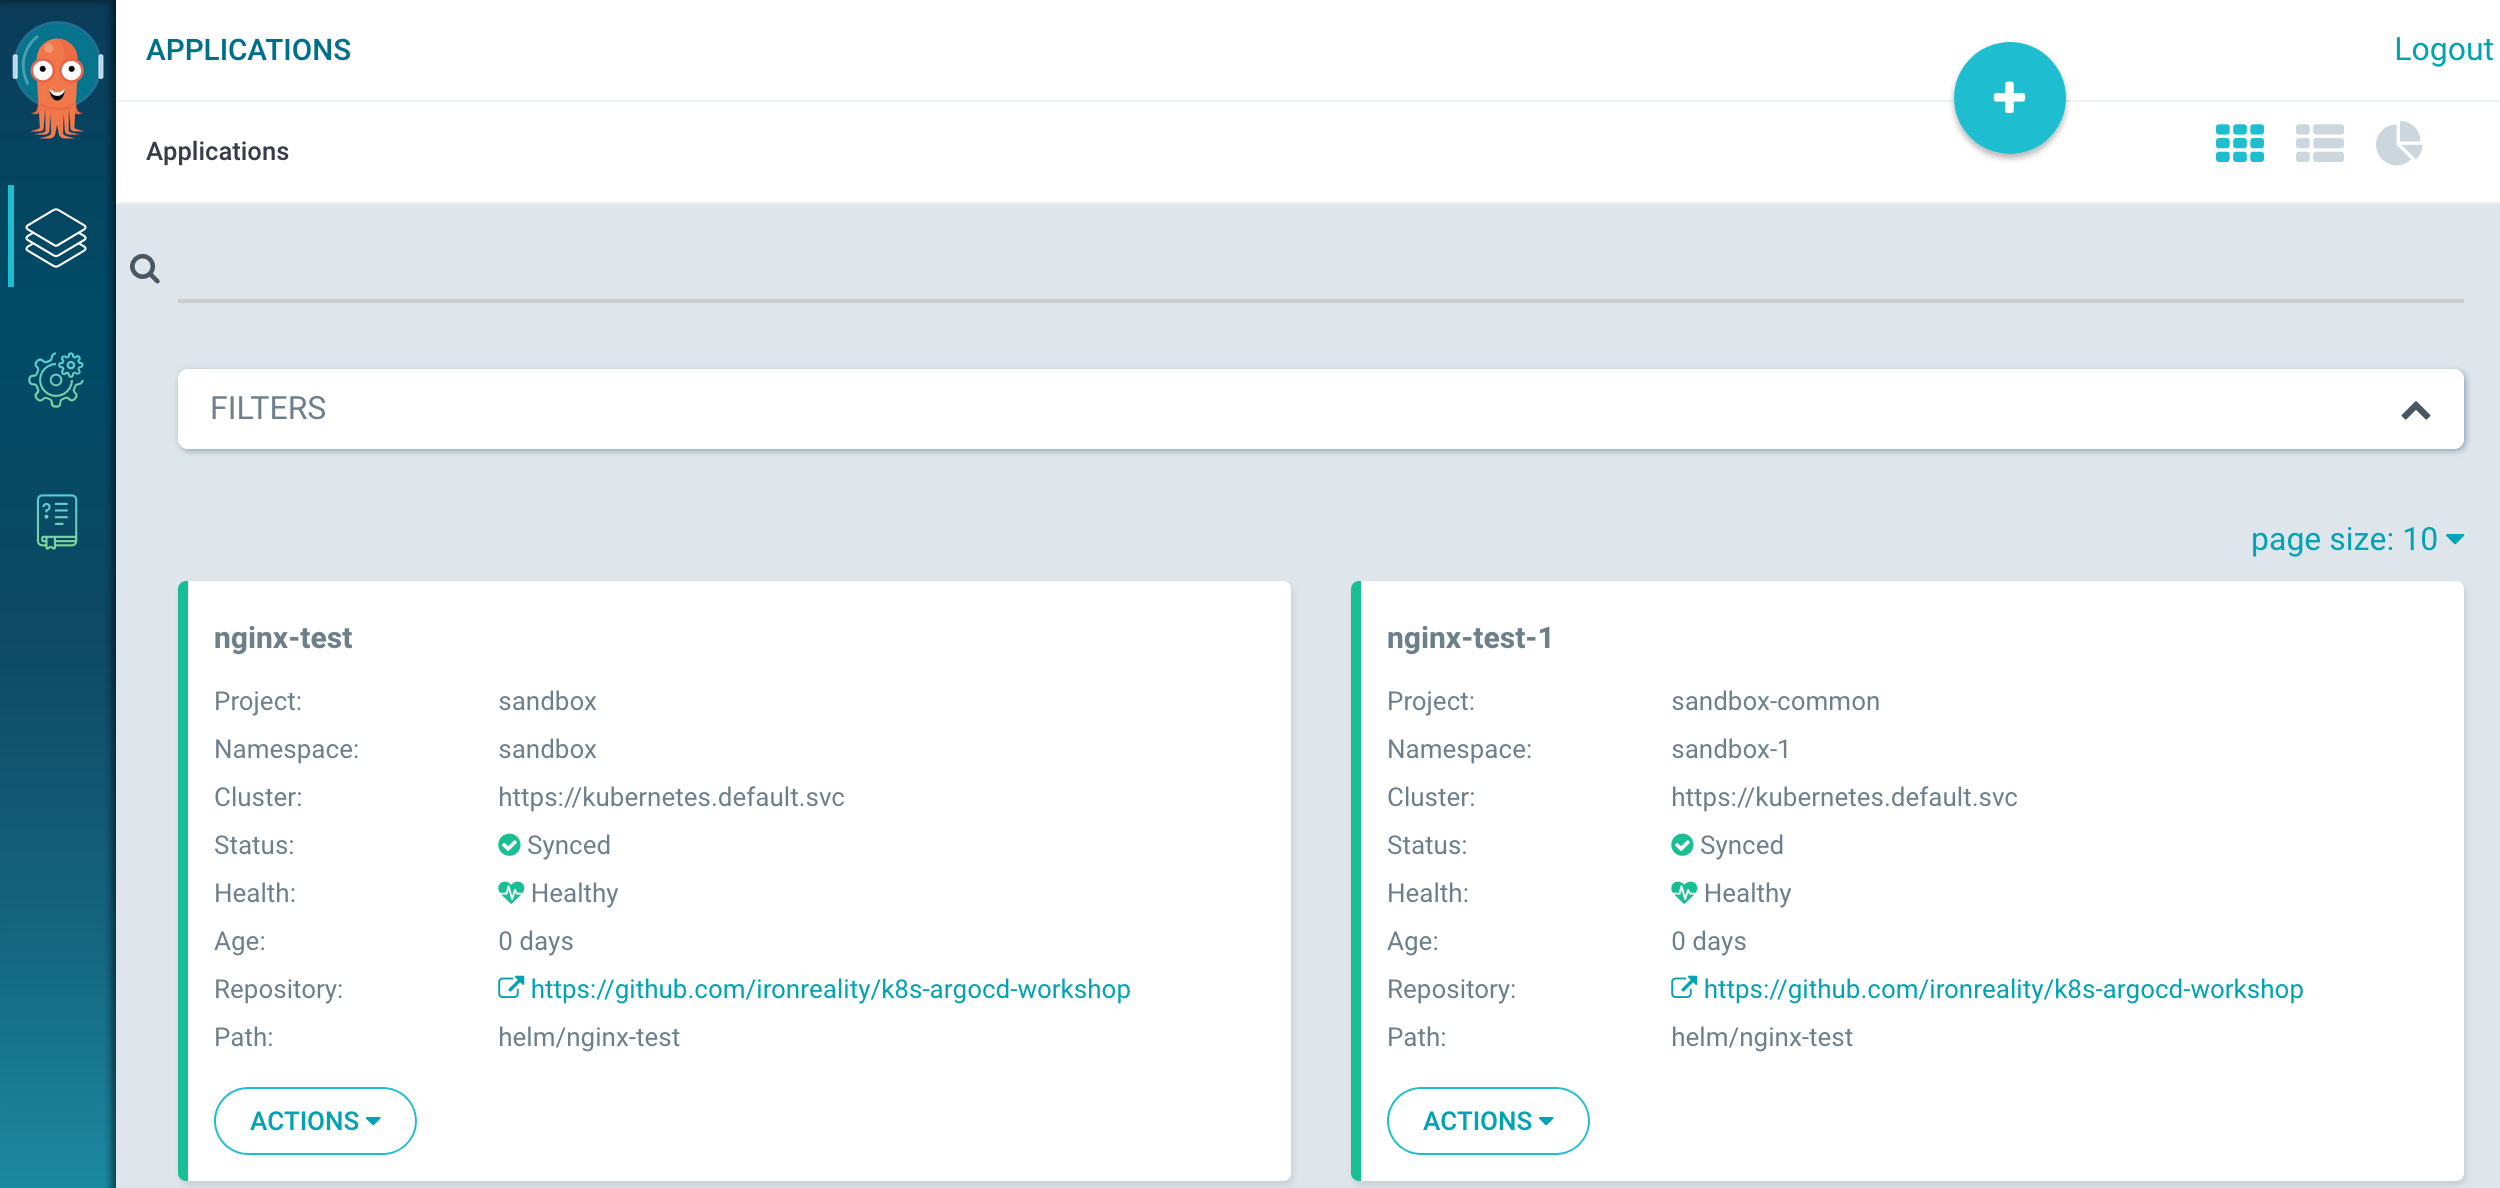 APPLICATIONS
Logout
Applications
FILTERS
page size: 10
nginx-test
Project: sandbox
Namespace: sandbox
Cluster: https://kubernetes.default.svc
Status: Synced
Health: Healthy
Age: 0 days
Repository: https://github.com/ironreality/k8s-argocd-workshop
Path: helm/nginx-test
ACTIONS
nginx-test-1
Project: sandbox-common
Namespace: sandbox-1
Cluster: https://kubernetes.default.svc
Status: Synced
Health: Healthy
Age: 0 days
Repository: https://github.com/ironreality/k8s-argocd-workshop
Path: helm/nginx-test
ACTIONS